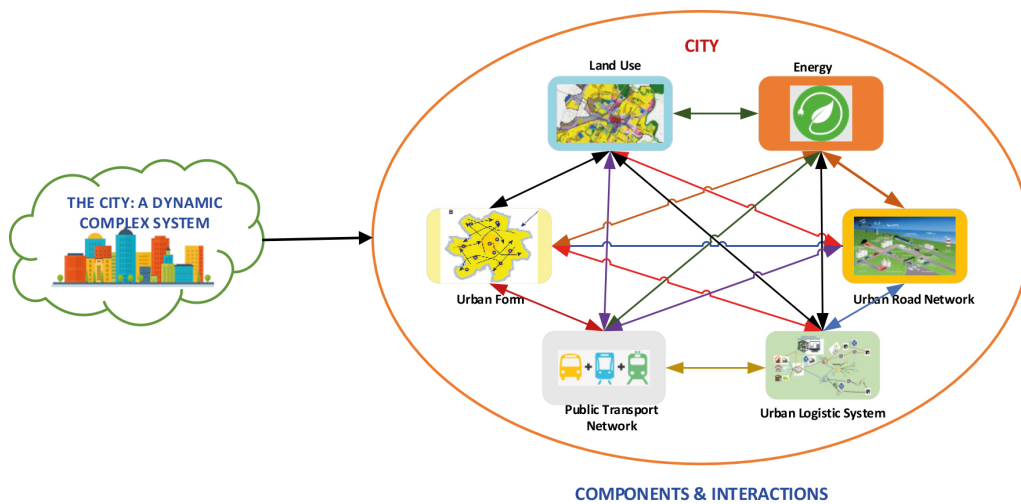 CITY
Land Use
Energy
THE CITY: A DYNAMIC
COMPLEX SYSTEM
Urban Form
Urban Road Network
+
+
Public Transport
Network
Urban Logistic System
COMPONENTS & INTERACTIONS